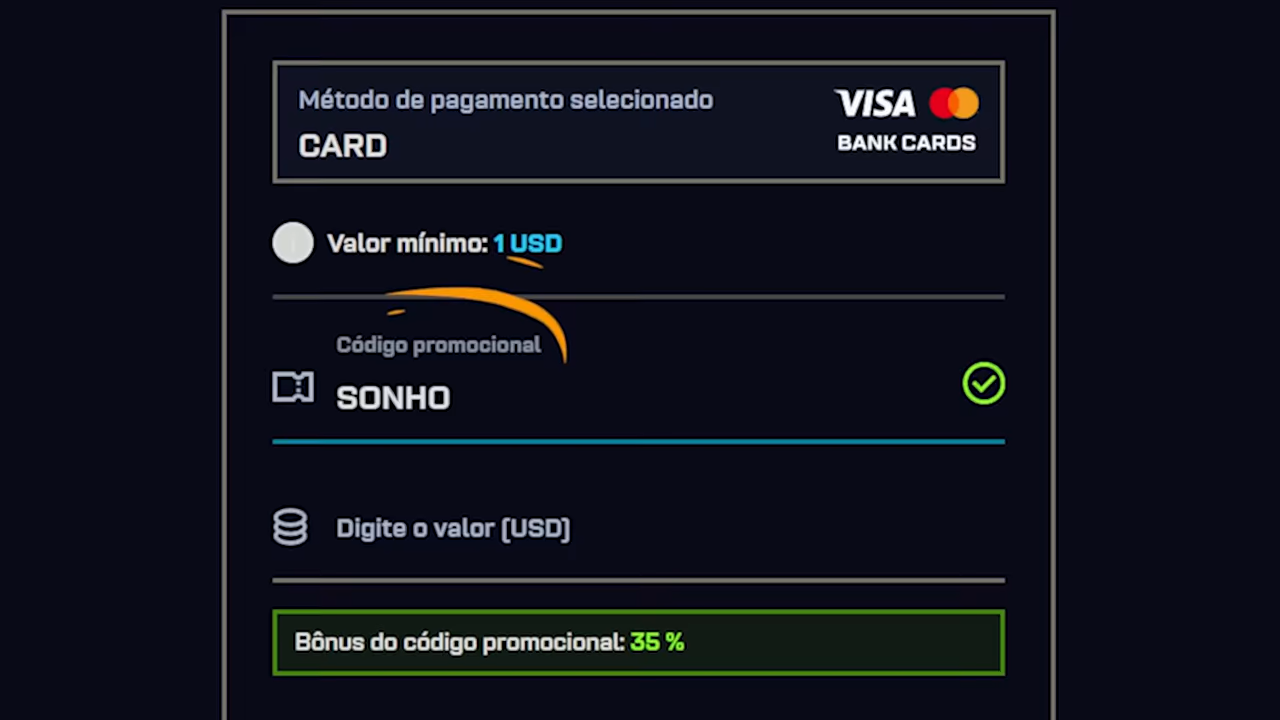 Método de pagamento selecionado
CARD
VISA
BANK CARDS
Valor mínimo: 1 USD
Código promocional
SONHO
Digite o valor (USD)
Bônus do código promocional: 35 %